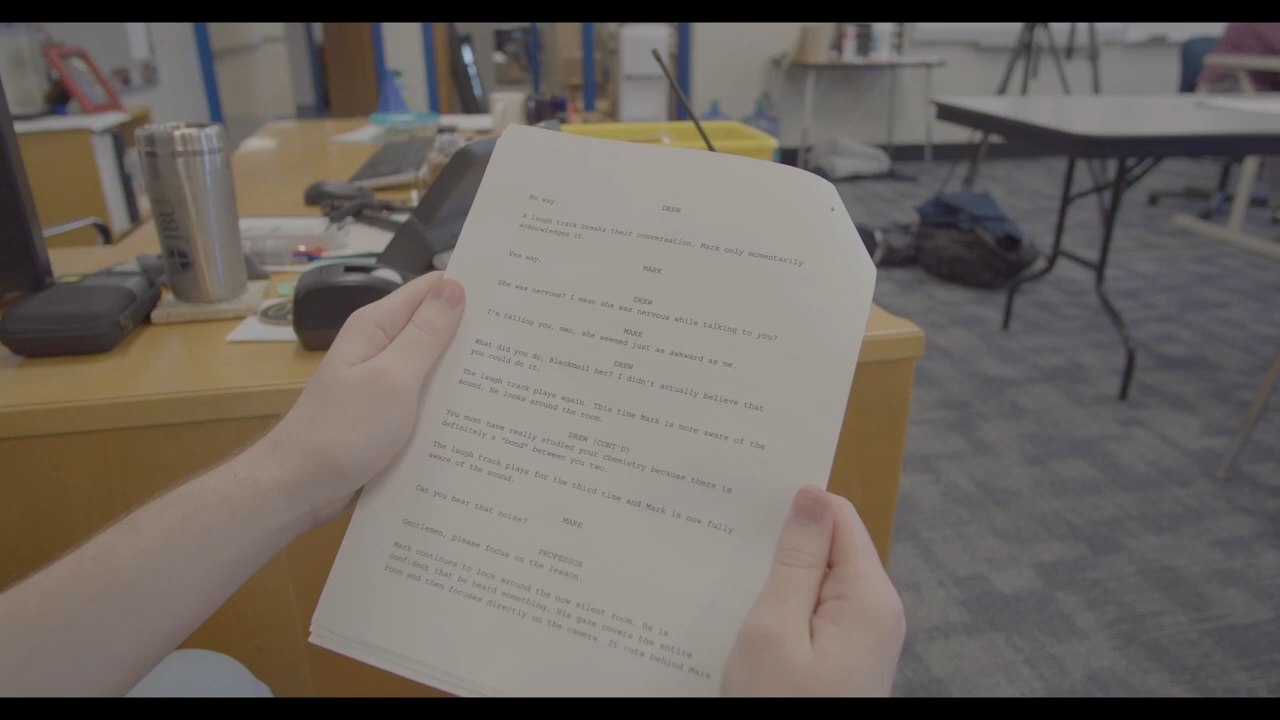 DREW
No way.
A laugh track breaks their conversation, Mark only momentarily
acknowledges it.
MARK
Yes way.
DREW
She was nervous? I mean she was nervous while talking to you?
MARK
I'm telling you, man, she seemed just as awkward as me.
DREW
What did you do, Blackmail her? I didn't actually believe that
you could do it.
The laugh track plays again. This time Mark is more aware of the
sound. He looks around the room.
DREW (CONT'D)
You must have really studied your chemistry because there is
definitely a "bond" between you two.
The laugh track plays for the third time and Mark is now fully
aware of the sound.
MARK
Can you hear that noise?
PROFESSOR
Gentlemen, please focus on the lesson.
Mark continues to look around the now silent room. He is
confident that he heard something. His gaze covers the entire
room and then focuses directly on the camera. It cuts behind Mark